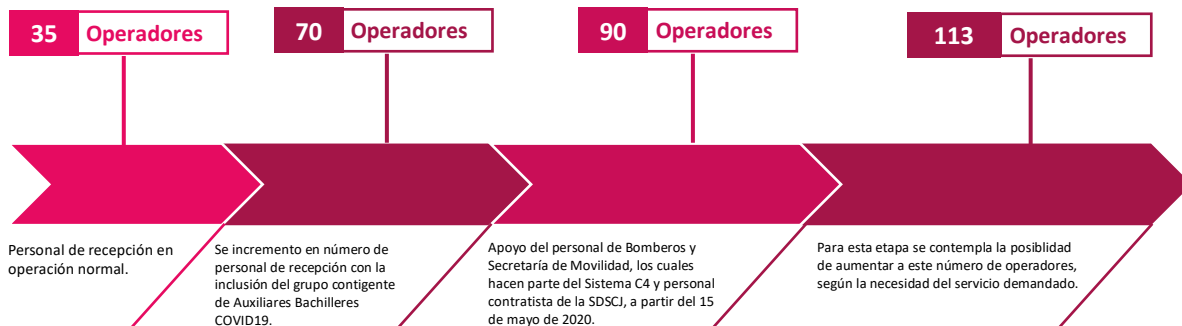 35 Operadores
70 Operadores
90 Operadores
113 Operadores
Personal de recepción en
operación normal.
Se incremento en número de
personal de recepción con la
inclusión del grupo contigente
de Auxiliares Bachilleres
COVID19.
Apoyo del personal de Bomberos y
Secretaría de Movilidad, los cuales
hacen parte del Sistema C4 y personal
contratista de la SDSCJ, a partir del 15
de mayo de 2020.
Para esta etapa se contempla la posiblidad
de aumentar a este número de operadores,
según la necesidad del servicio demandado.